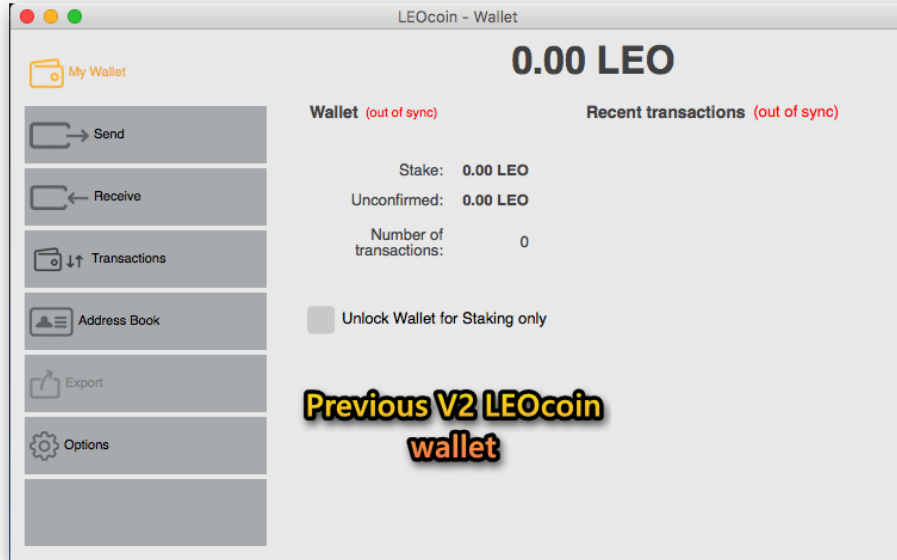 LEOcoin - Wallet
My Wallet
Send
Receive
Transactions
Address Book
Export
Options
0.00 LEO
Wallet (out of sync)
Recent transactions (out of sync)
Stake: 0.00 LEO
Unconfirmed: 0.00 LEO
Number of
transactions: 0
Unlock Wallet for Staking only
Previous V2 LEOcoin
wallet